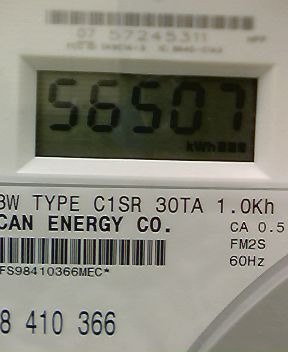 07 57245311
56507
kWh
3W TYPE C1SR 30TA 1.0Kh
CAN ENERGY CO.
CA 0.5
FM2S
60Hz
FS98410366MEC*
8 410 366